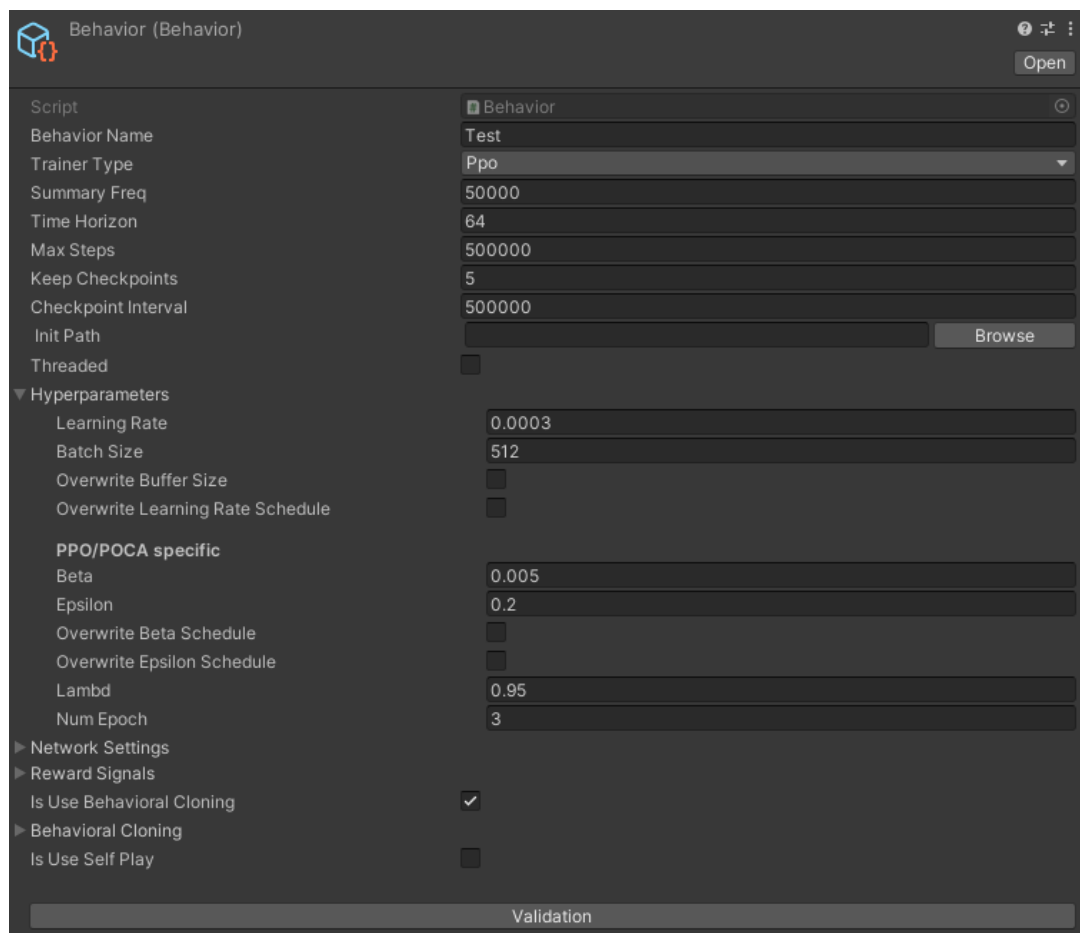 Behavior (Behavior)
Open
Script Behavior
Behavior Name Test
Trainer Type Ppo
Summary Freq 50000
Time Horizon 64
Max Steps 500000
Keep Checkpoints 5
Checkpoint Interval 500000
Init Path Browse
Threaded
Hyperparameters
Learning Rate 0.0003
Batch Size 512
Overwrite Buffer Size
Overwrite Learning Rate Schedule
PPO/POCA specific
Beta 0.005
Epsilon 0.2
Overwrite Beta Schedule
Overwrite Epsilon Schedule
Lambd 0.95
Num Epoch 3
Network Settings
Reward Signals
Is Use Behavioral Cloning
Behavioral Cloning
Is Use Self Play
Validation